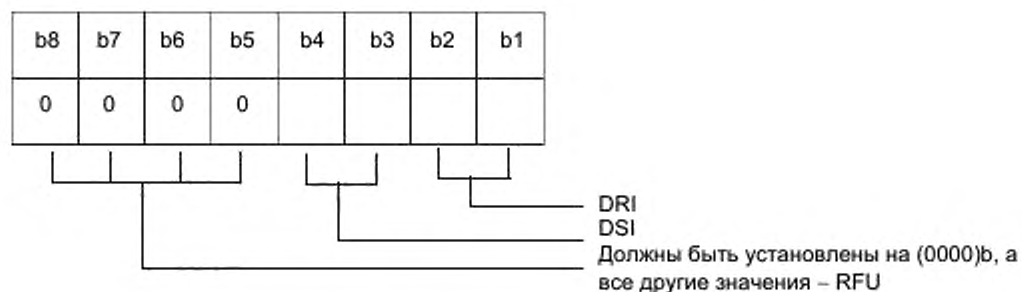 b8 b7 b6 b5 b4 b3 b2 b1
0 0 0 0
DRI
DSI
Должны быть установлены на (0000)b, а
все другие значения – RFU